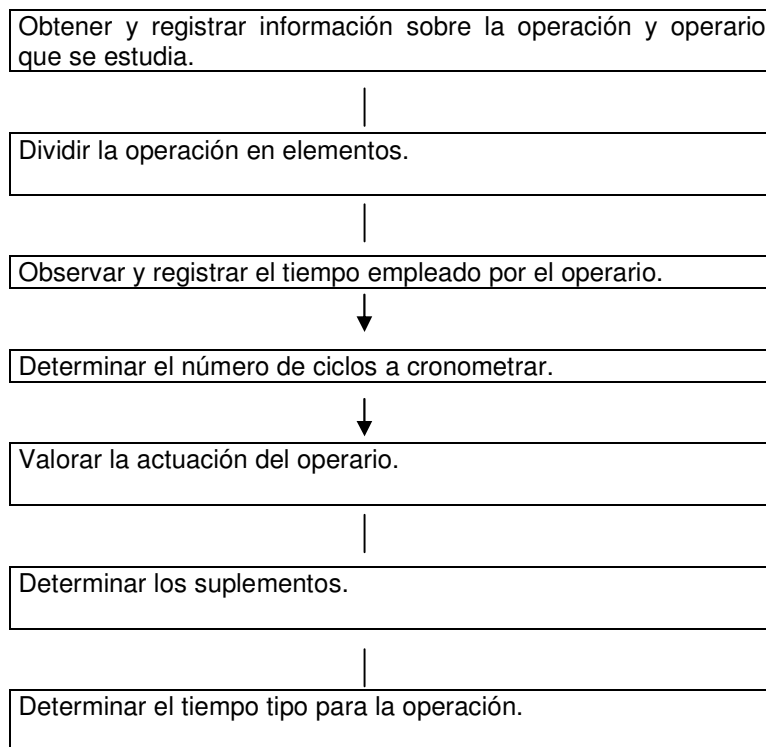 Obtener y registrar información sobre la operación y operario
que se estudia.
Dividir la operación en elementos.
Observar y registrar el tiempo empleado por el operario.
Determinar el número de ciclos a cronometrar.
Valorar la actuación del operario.
Determinar los suplementos.
Determinar el tiempo tipo para la operación.